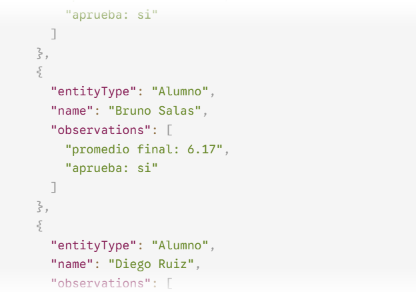 "aprueba: si"
]
},
{
"entityType": "Alumno",
"name": "Bruno Salas",
"observations": [
"promedio final: 6.17",
"aprueba: si"
]
},
{
"entityType": "Alumno",
"name": "Diego Ruiz",
"observations": [